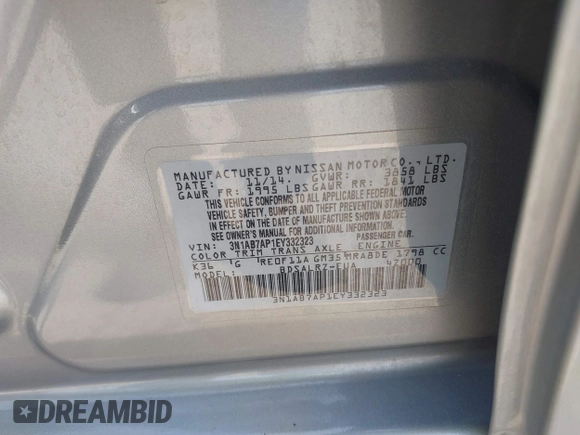 MANUFACTURED BY NISSAN MOTOR CO., LTD.
DATE: 11/14. GVWR: 3858 LBS
GAWR FR: 1995 LBS GAWR RR: 1841 LBS
THIS VEHICLE CONFORMS TO ALL APPLICABLE FEDERAL MOTOR
VEHICLE SAFETY, BUMPER AND THEFT PREVENTION STANDARDS
IN EFFECT ON THE DATE OF MANUFACTURE SHOWN ABOVE.
SEE OWNER'S MANUAL AND OTHER INFORMATION.
VIN: 3N1AB7AP1EY332323 PASSENGER CAR.
COLOR TRIM TRANS AXLE ENGINE
K36 G RE0F11A GM35 MRA8DE 1798 CC
MODEL: BDSALRZ-EUA 47000
3N1AB7AP1EY332323
DREAMBID